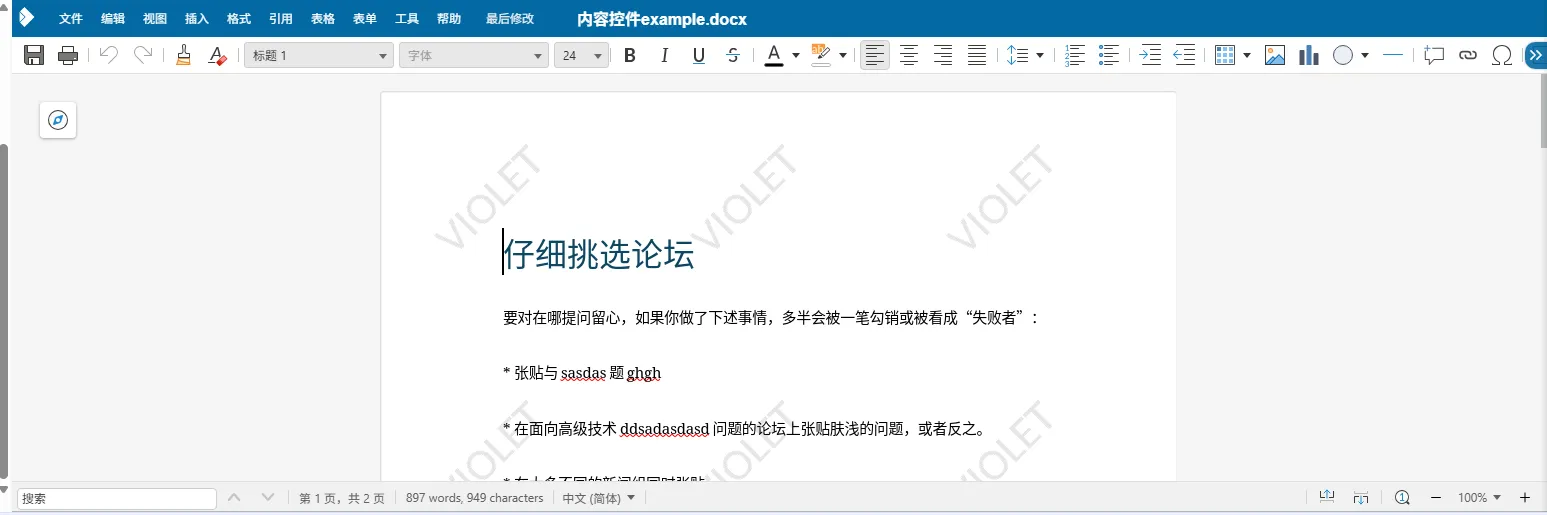 文件 编辑 视图 插入 格式 引用 表格 表单 工具 帮助 最后修改 内容控件example.docx
标题 1 字体 24 B I U S A
VIOLET VIOLET VIOLET
仔细挑选论坛
要对在哪提问留心，如果你做了下述事情，多半会被一笔勾销或被看成“失败者”：
* 张贴与 sasdas 题 ghgh
* 在面向高级技术 ddsadasdasd 问题的论坛上张贴肤浅的问题，或者反之。
VIOLET VIOLET VIOLET
搜索 第 1 页，共 2 页 897 words, 949 characters 中文 (简体) 100%